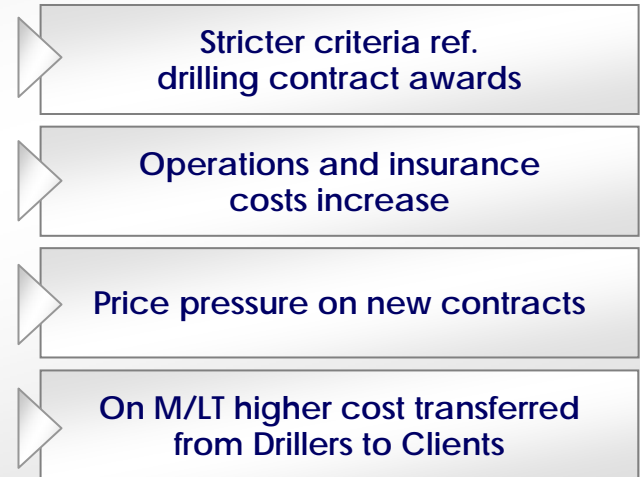 Stricter criteria ref.
drilling contract awards
Operations and insurance
costs increase
Price pressure on new contracts
On M/LT higher cost transferred
from Drillers to Clients